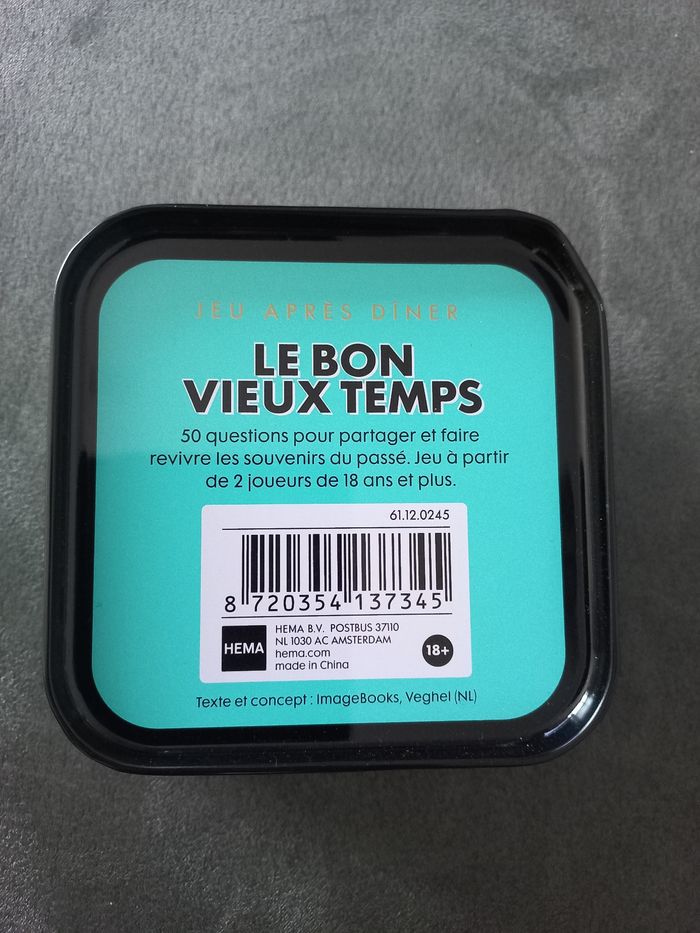 JEU APRÈS DÎNER
LE BON
VIEUX TEMPS
50 questions pour partager et faire
revivre les souvenirs du passé. Jeu à partir
de 2 joueurs de 18 ans et plus.
61.12.0245
8 720354 137345
HEMA
HEMA B.V. POSTBUS 37110
NL 1030 AC AMSTERDAM
hema.com
made in China
18+
Texte et concept : ImageBooks, Veghel (NL)